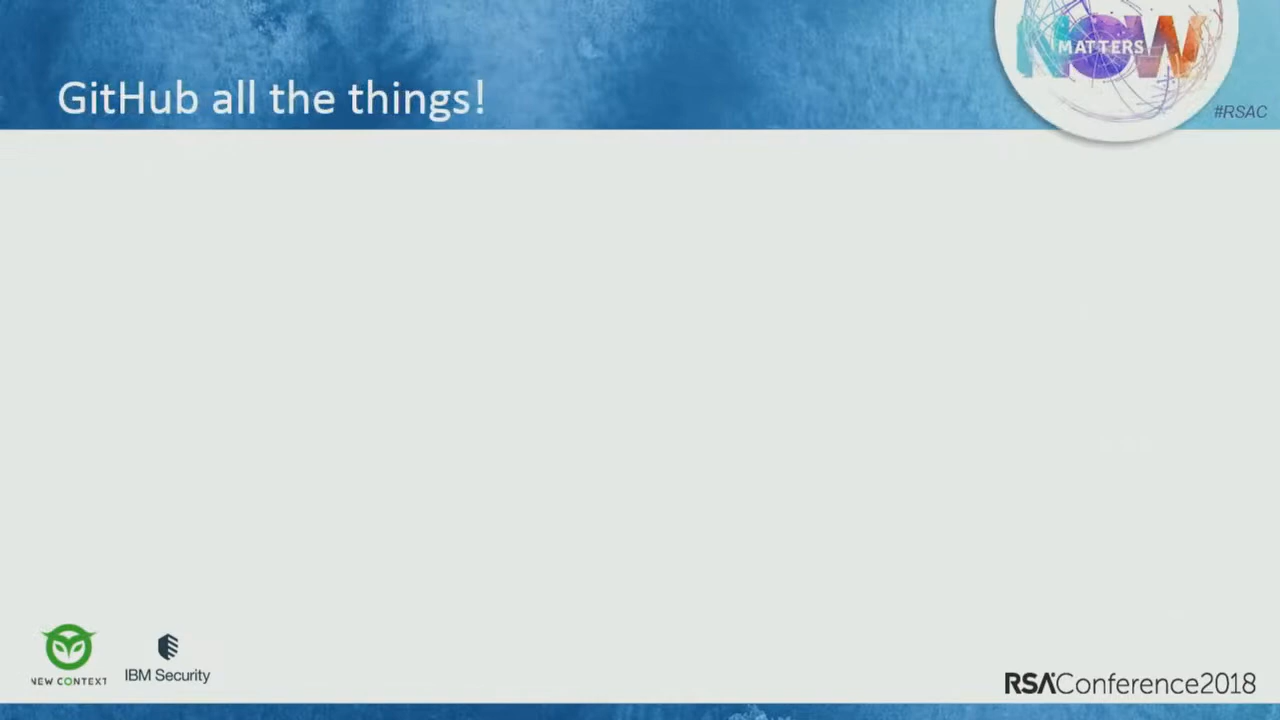 GitHub all the things!
NOW
MATTERS
#RSAC
NEW CONTEXT
IBM Security
RSAConference2018